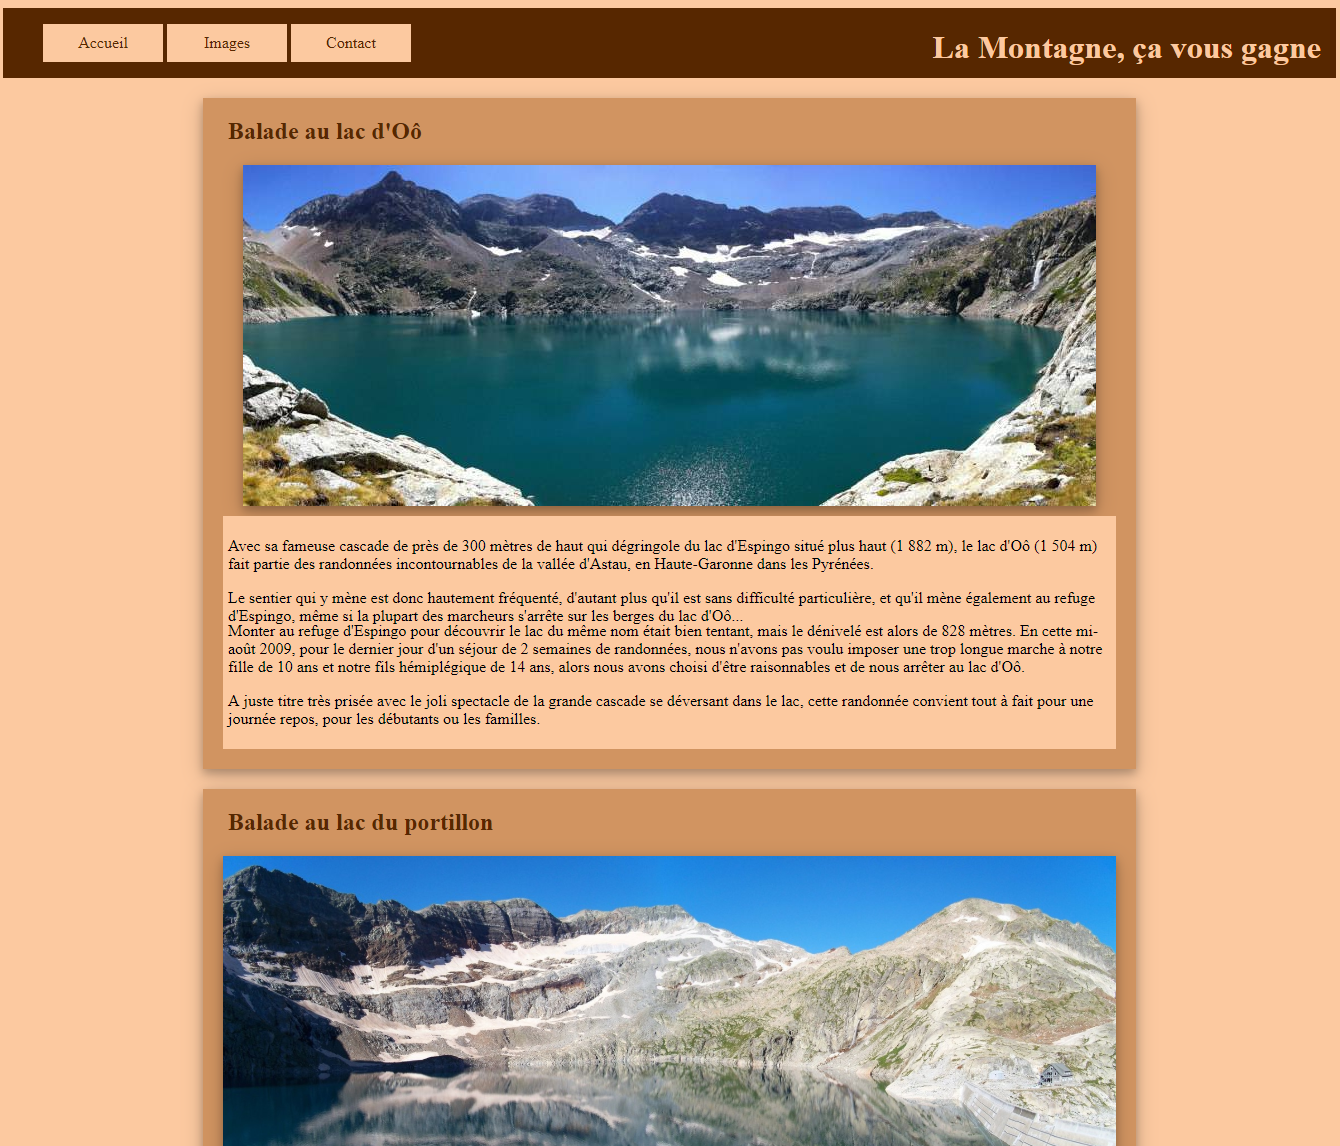 Accueil
Images
Contact
La Montagne, ça vous gagne
Balade au lac d'Oô
Avec sa fameuse cascade de près de 300 mètres de haut qui dégringole du lac d'Espingo situé plus haut (1 882 m), le lac d'Oô (1 504 m)
fait partie des randonnées incontournables de la vallée d'Astau, en Haute-Garonne dans les Pyrénées.
Le sentier qui y mène est donc hautement fréquenté, d'autant plus qu'il est sans difficulté particulière, et qu'il mène également au refuge
d'Espingo, même si la plupart des marcheurs s'arrête sur les berges du lac d'Oô...
Monter au refuge d'Espingo pour découvrir le lac du même nom était bien tentant, mais le dénivelé est alors de 828 mètres. En cette mi-
août 2009, pour le dernier jour d'un séjour de 2 semaines de randonnées, nous n'avons pas voulu imposer une trop longue marche à notre
fille de 10 ans et notre fils hémiplégique de 14 ans, alors nous avons choisi d'être raisonnables et de nous arrêter au lac d'Oô.
A juste titre très prisée avec le joli spectacle de la grande cascade se déversant dans le lac, cette randonnée convient tout à fait pour une
journée repos, pour les débutants ou les familles.
Balade au lac du portillon